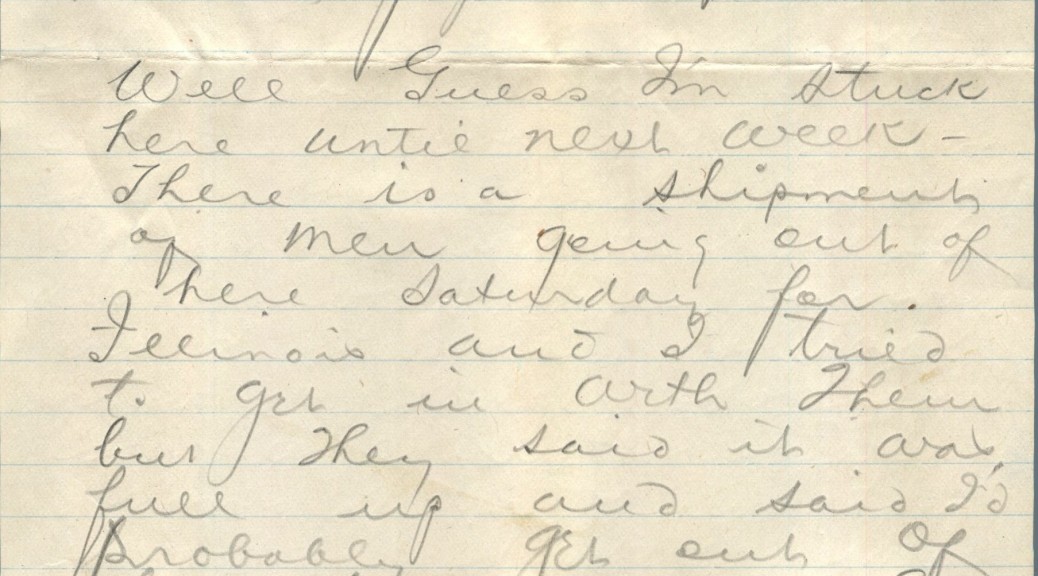 Well Guess I'm stuck
here until next week -
There is a shipment
of men going out of
here Saturday for
Illinois and I tried
to get in with them
but they said it was
full up and said I'd
probably get out of